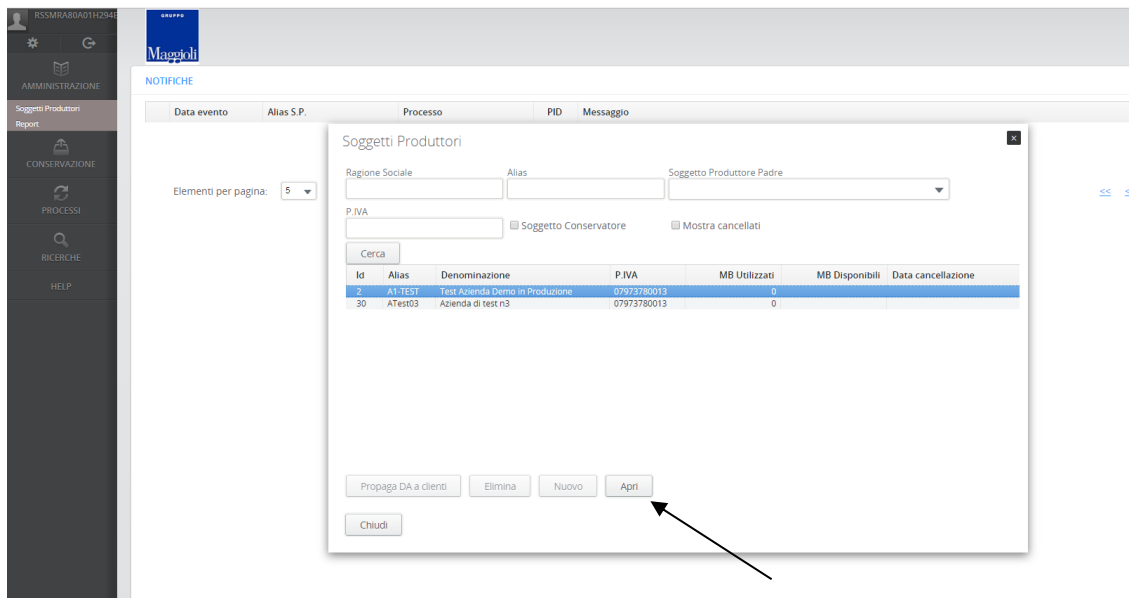 RSSMRA80A01H294E
GRUPPO
Maggioli
AMMINISTRAZIONE
Soggetti Produttori
Report
CONSERVAZIONE
PROCESSI
RICERCHE
HELP
NOTIFICHE
Data evento Alias S.P. Processo PID Messaggio
Elementi per pagina: 5
<<
<
Soggetti Produttori
x
Ragione Sociale Alias Soggetto Produttore Padre
P.IVA
Soggetto Conservatore Mostra cancellati
Cerca
Id Alias Denominazione P.IVA MB Utilizzati MB Disponibili Data cancellazione
2 A1-TEST Test Azienda Demo in Produzione 07973780013 0
30 ATest03 Azienda di test n3 07973780013 0
Propaga DA a clienti Elimina Nuovo Apri
Chiudi